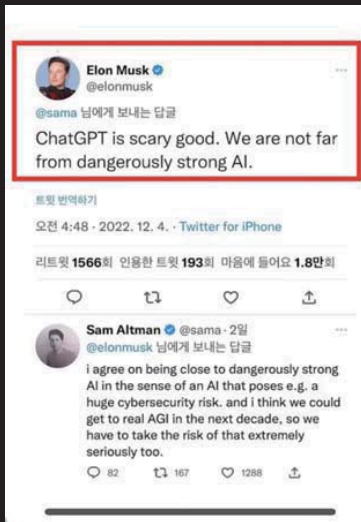 Elon Musk
@elonmusk
@sama 님에게 보내는 답글
ChatGPT is scary good. We are not far
from dangerously strong AI.
트윗 번역하기
오전 4:48 · 2022. 12. 4. · Twitter for iPhone
리트윗 1566회 인용한 트윗 193회 마음에 들어요 1.8만회
Sam Altman @sama · 2일
@elonmusk 님에게 보내는 답글
i agree on being close to dangerously strong
AI in the sense of an AI that poses e.g. a
huge cybersecurity risk. and i think we could
get to real AGI in the next decade, so we
have to take the risk of that extremely
seriously too.
82 167 1288